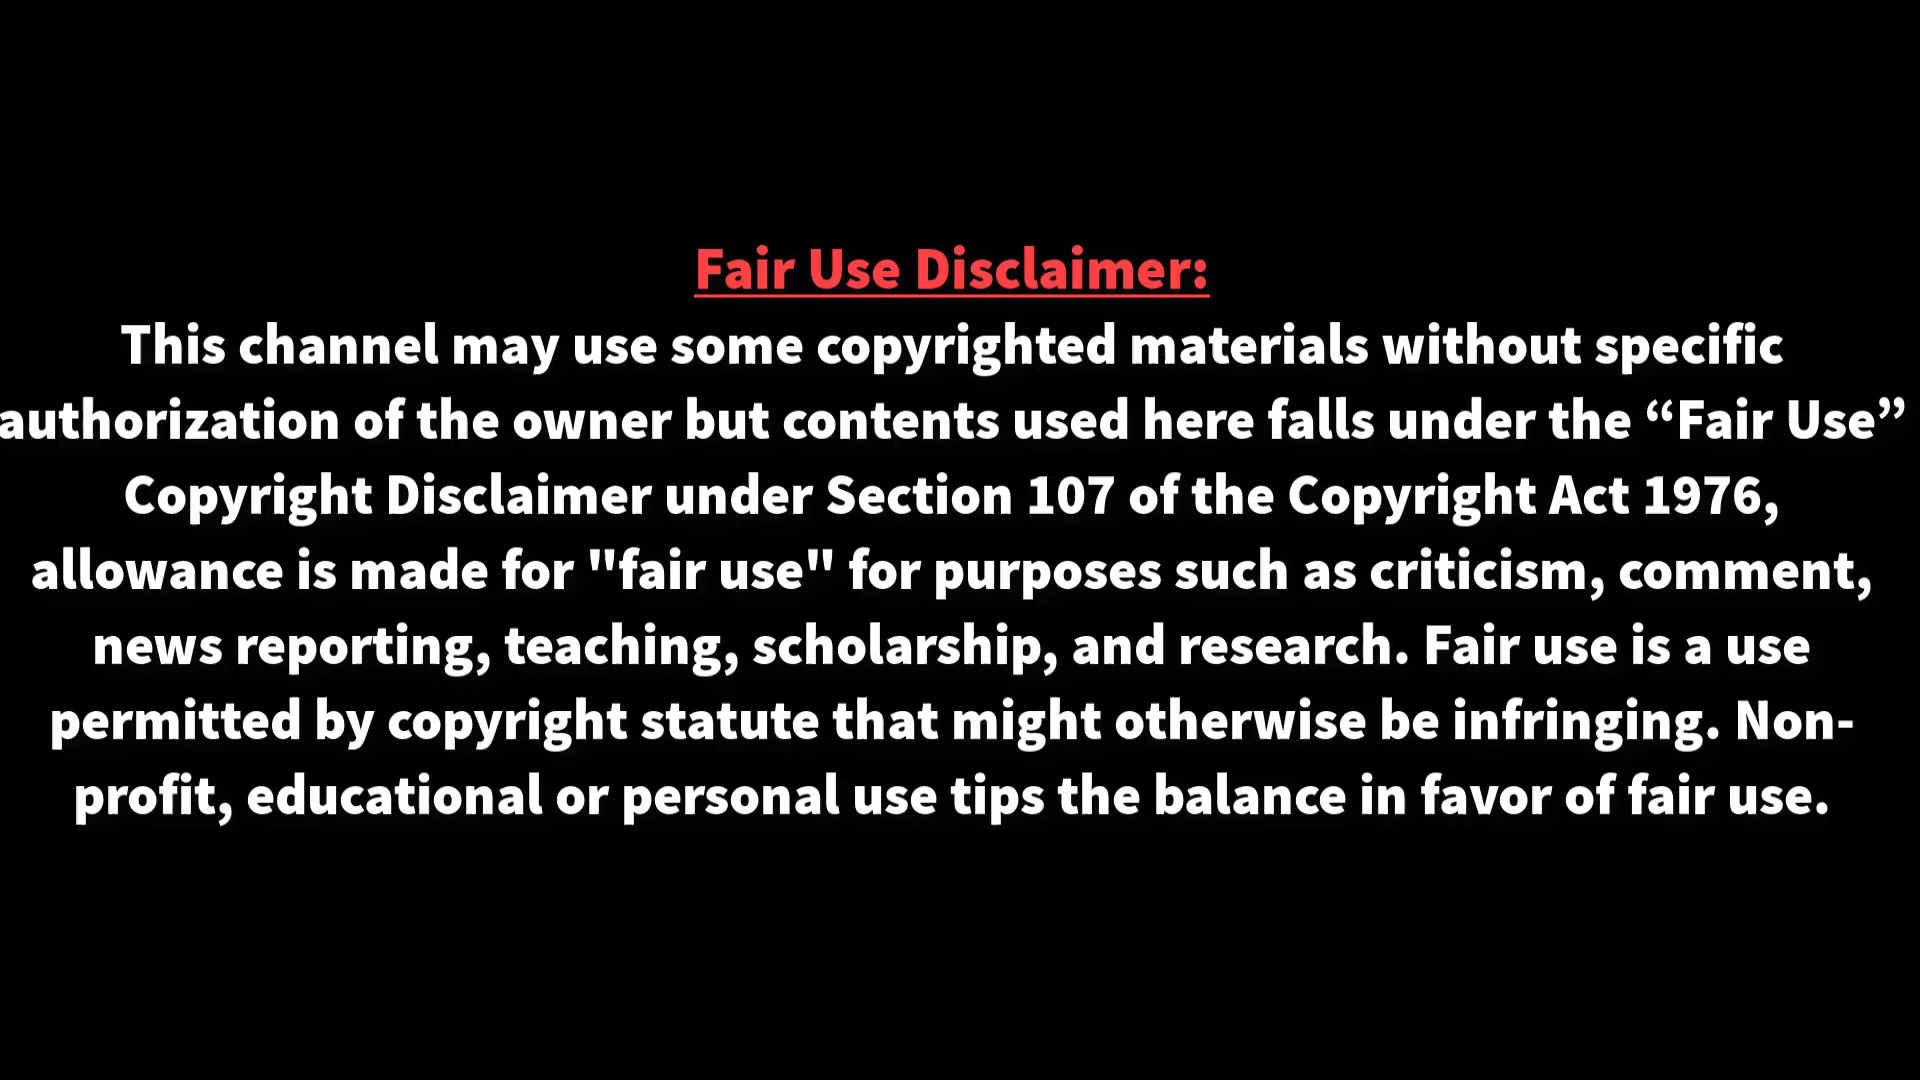 Fair Use Disclaimer:
This channel may use some copyrighted materials without specific
authorization of the owner but contents used here falls under the “Fair Use”
Copyright Disclaimer under Section 107 of the Copyright Act 1976,
allowance is made for "fair use" for purposes such as criticism, comment,
news reporting, teaching, scholarship, and research. Fair use is a use
permitted by copyright statute that might otherwise be infringing. Non-
profit, educational or personal use tips the balance in favor of fair use.